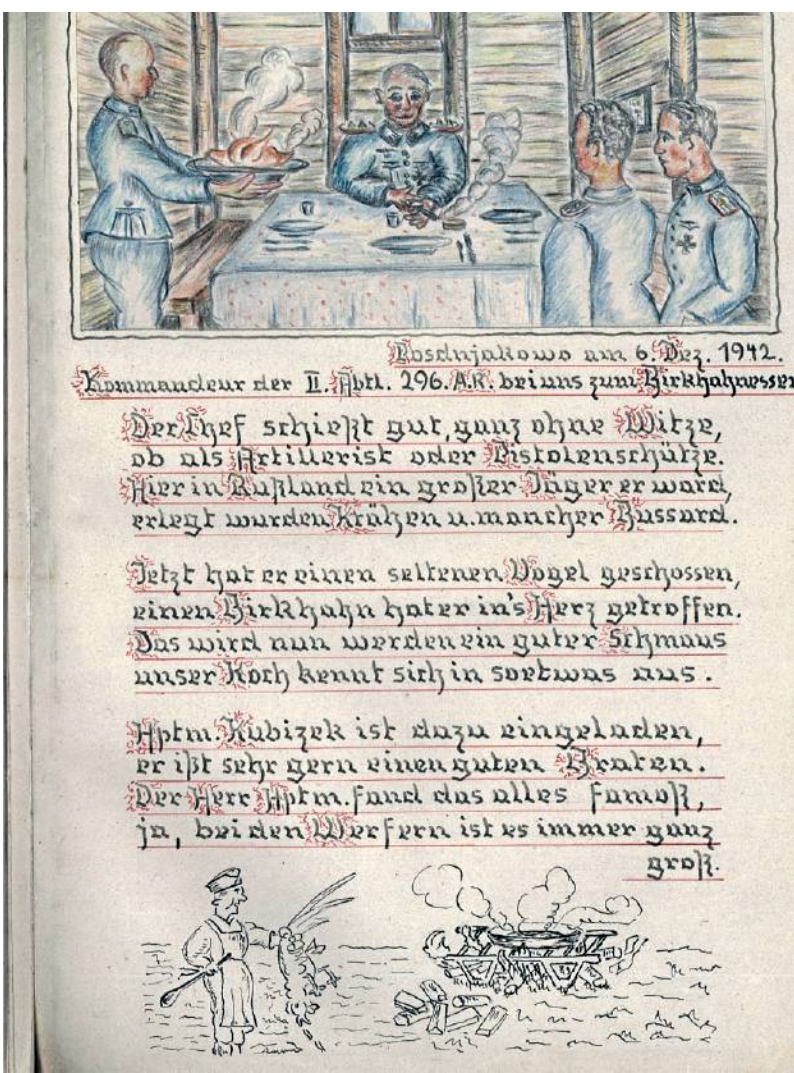 Posdnjakowo am 6. Dez. 1942.
Kommandeur der II. Abtl. 296. A.R. bei uns zum Birkhahnessen
Der Chef schießt gut, ganz ohne Witze,
ob als Artillerist oder Pistolenschütze.
Hier in Rußland ein großer Jäger er ward,
erlegt wurden Krähen u. mancher Bussard.
Jetzt hat er einen seltenen Vogel geschossen,
einen Birkhahn hat er in's Herz getroffen.
Das wird nun werden ein guter Schmaus
unser Koch kennt sich in soetwas aus.
Hptm. Kubizek ist dazu eingeladen,
er ißt sehr gern einen guten Braten.
Der Herr Hptm. fand das alles famoß,
ja, bei den Werfern ist es immer ganz
groß.